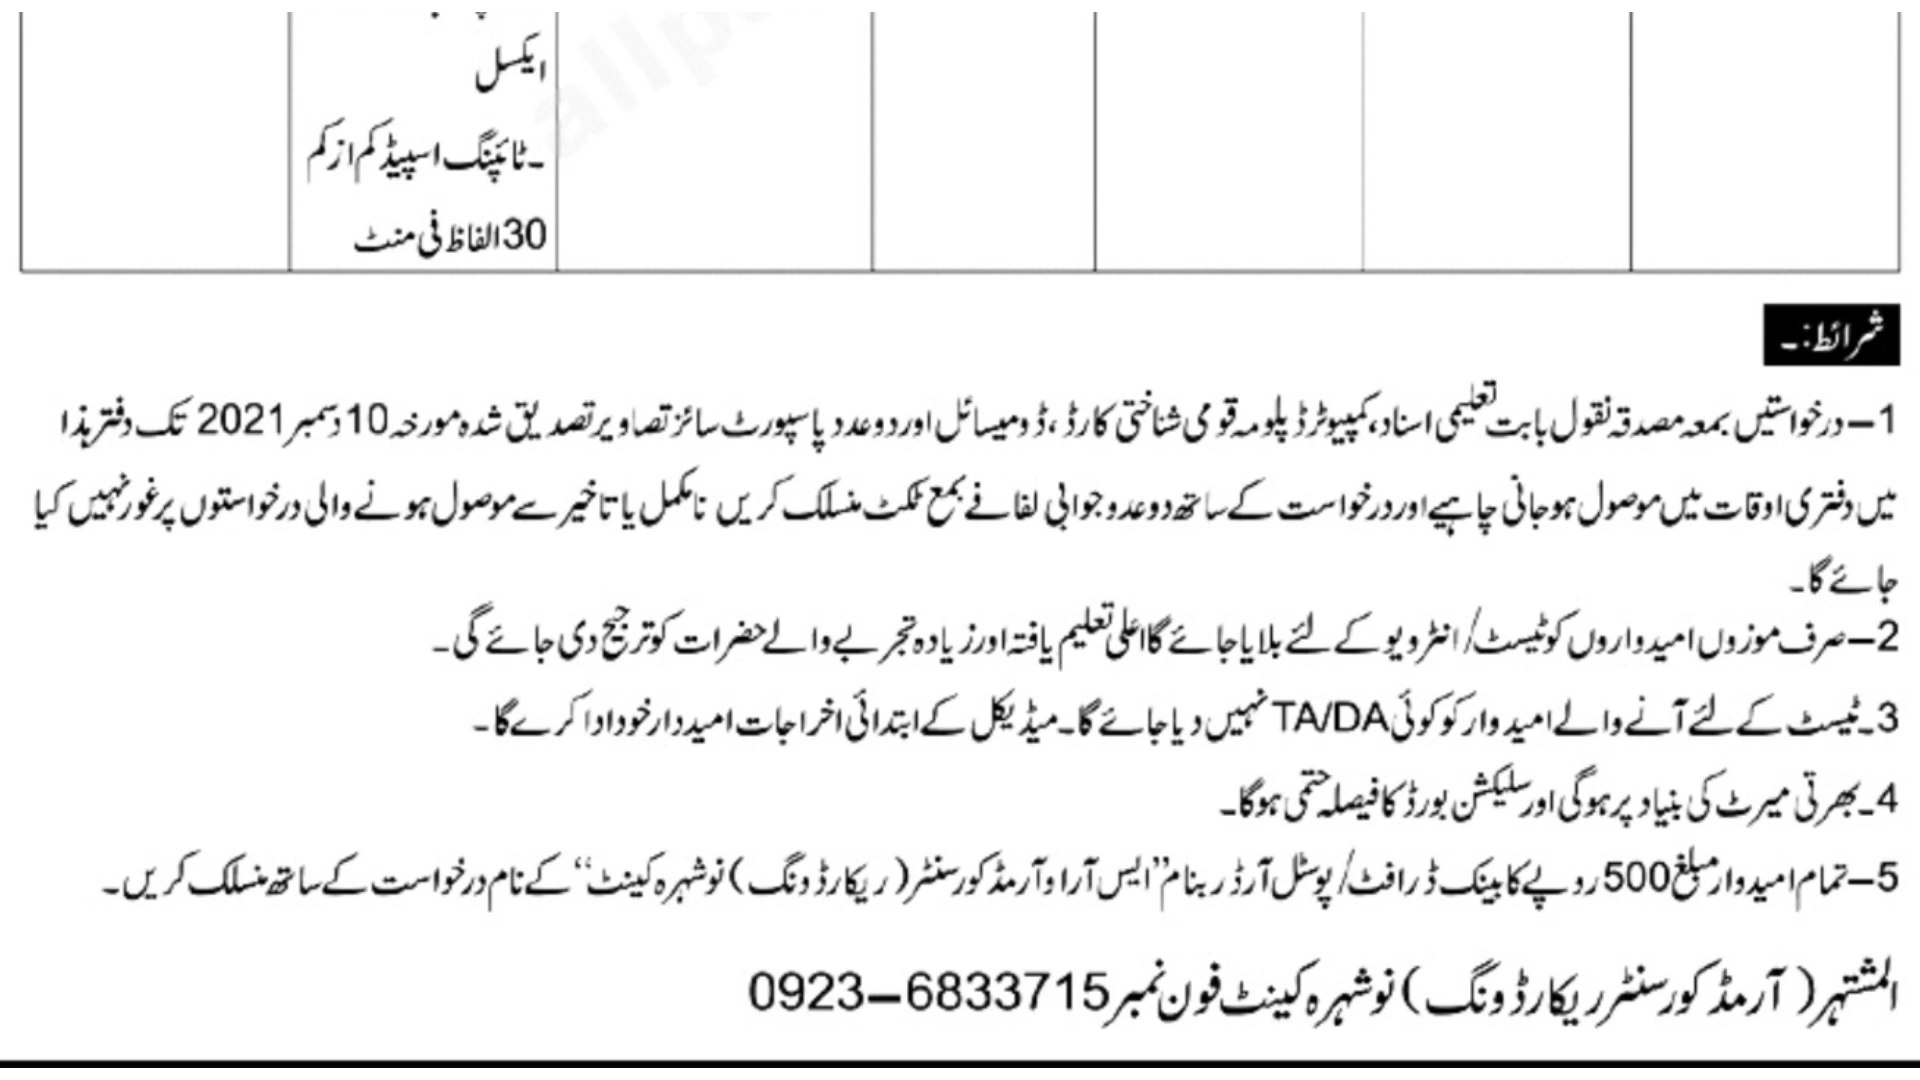 ایکسل
۔ٹائپنگ اسپیڈ کم از کم
30 الفاظ فی منٹ
شرائط:۔
1–درخواستیں بمعہ مصدقہ نقول بابت تعلیمی اسناد، کمپیوٹر ڈپلومہ قومی شناختی کارڈ، ڈومیسائل اور دو عدد پاسپورٹ سائز تصاویر تصدیق شدہ مورخہ 10 دسمبر 2021 تک دفتر ہذا
میں دفتری اوقات میں موصول ہو جانی چاہیے اور درخواست کے ساتھ دو عدد جوابی لفافے بمع ٹکٹ منسلک کریں نامکمل یا تاخیر سے موصول ہونے والی درخواستوں پر غور نہیں کیا
جائے گا۔
2–صرف موزوں امیدواروں کو ٹیسٹ/انٹرویو کے لئے بلایا جائے گا اعلی تعلیم یافتہ اور زیادہ تجربے والے حضرات کو ترجیح دی جائے گی۔
3۔ٹیسٹ کے لئے آنے والے امیدوار کو کوئی TA/DA نہیں دیا جائے گا۔ میڈیکل کے ابتدائی اخراجات امیددار خود ادا کرے گا۔
4۔بھرتی میرٹ کی بنیاد پر ہوگی اور سلیکشن بورڈ کا فیصلہ حتمی ہوگا۔
5–تمام امیدوار مبلغ 500 روپے کا بینک ڈرافٹ/پوسٹل آرڈر بنام ”ایس آر او آرمڈ کور سنٹر (ریکارڈ ونگ) نوشہرہ کینٹ“ کے نام درخواست کے ساتھ منسلک کریں۔
المشتہر (آرمڈ کور سنٹر ریکارڈ ونگ) نوشہرہ کینٹ فون نمبر 0923–6833715